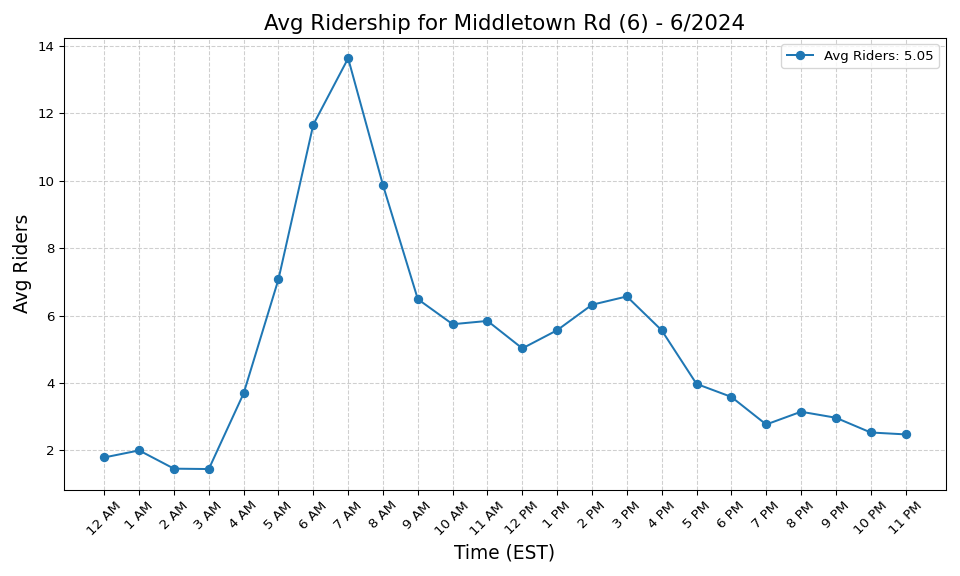 Avg Ridership for Middletown Rd (6) - 6/2024
Avg Riders: 5.05
Avg Riders
14
12
10
8
6
4
2
12 AM
1 AM
2 AM
3 AM
4 AM
5 AM
6 AM
7 AM
8 AM
9 AM
10 AM
11 AM
12 PM
1 PM
2 PM
3 PM
4 PM
5 PM
6 PM
7 PM
8 PM
9 PM
10 PM
11 PM
Time (EST)